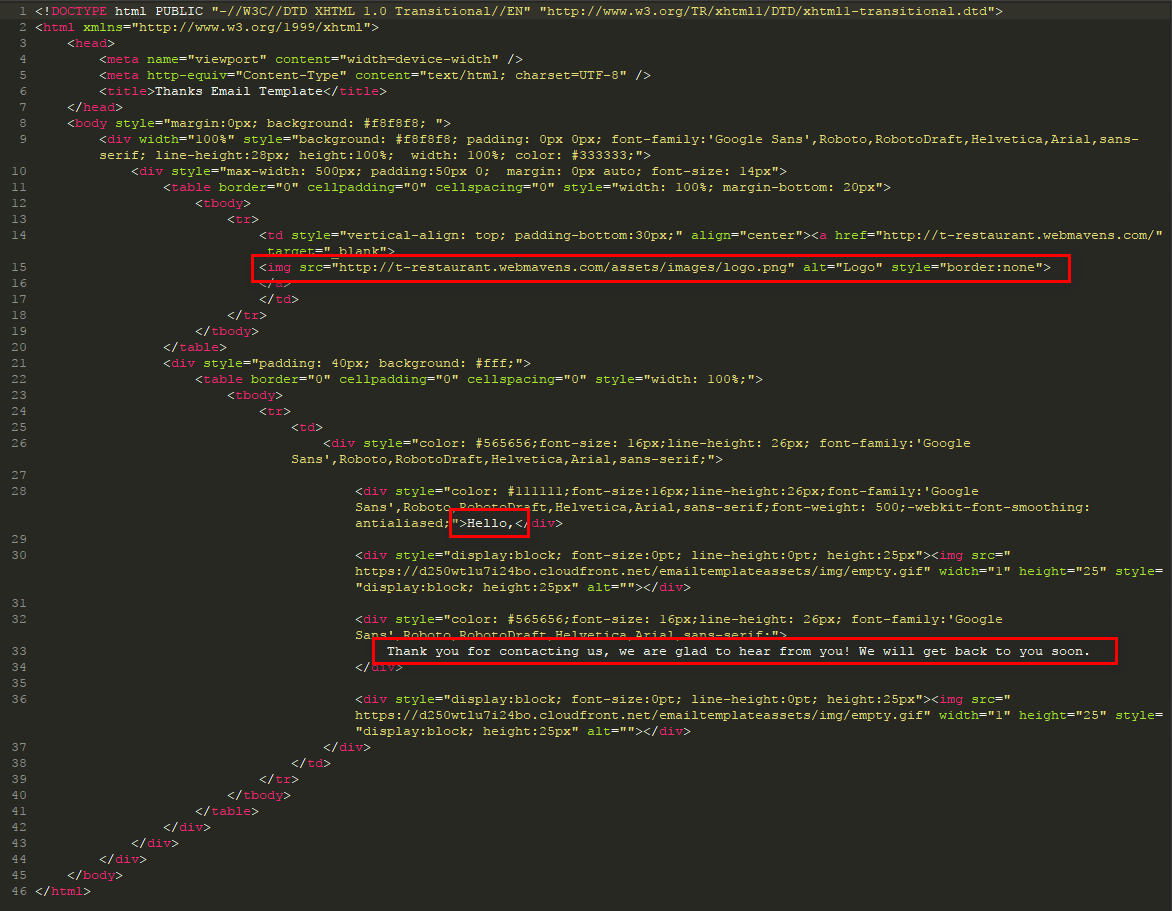 1 <!DOCTYPE html PUBLIC "-//W3C//DTD XHTML 1.0 Transitional//EN" "http://www.w3.org/TR/xhtml1/DTD/xhtml1-transitional.dtd">
2 <html xmlns="http://www.w3.org/1999/xhtml">
3 <head>
4 <meta name="viewport" content="width=device-width" />
5 <meta http-equiv="Content-Type" content="text/html; charset=UTF-8" />
6 <title>Thanks Email Template</title>
7 </head>
8 <body style="margin:0px; background: #f8f8f8; ">
9 <div width="100%" style="background: #f8f8f8; padding: 0px 0px; font-family:'Google Sans',Roboto,RobotoDraft,Helvetica,Arial,sans-
serif; line-height:28px; height:100%;  width: 100%; color: #333333;">
10 <div style="max-width: 500px; padding:50px 0;  margin: 0px auto; font-size: 14px">
11 <table border="0" cellpadding="0" cellspacing="0" style="width: 100%; margin-bottom: 20px">
12 <tbody>
13 <tr>
14 <td style="vertical-align: top; padding-bottom:30px;" align="center"><a href="http://t-restaurant.webmavens.com/"
target="_blank">
15 <img src="http://t-restaurant.webmavens.com/assets/images/logo.png" alt="Logo" style="border:none">
16 </a>
17 </td>
18 </tr>
19 </tbody>
20 </table>
21 <div style="padding: 40px; background: #fff;">
22 <table border="0" cellpadding="0" cellspacing="0" style="width: 100%;">
23 <tbody>
24 <tr>
25 <td>
26 <div style="color: #565656;font-size: 16px;line-height: 26px; font-family:'Google
Sans',Roboto,RobotoDraft,Helvetica,Arial,sans-serif;">
27
28 <div style="color: #111111;font-size:16px;line-height:26px;font-family:'Google
Sans',Roboto,RobotoDraft,Helvetica,Arial,sans-serif;font-weight: 500;-webkit-font-smoothing:
antialiased;">Hello,</div>
29
30 <div style="display:block; font-size:0pt; line-height:0pt; height:25px"><img src="
https://d250wtlu7i24bo.cloudfront.net/emailtemplateassets/img/empty.gif" width="1" height="25" style=
"display:block; height:25px" alt=""></div>
31
32 <div style="color: #565656;font-size: 16px;line-height: 26px; font-family:'Google
Sans',Roboto,RobotoDraft,Helvetica,Arial,sans-serif;">
33 Thank you for contacting us, we are glad to hear from you! We will get back to you soon.
34 </div>
35
36 <div style="display:block; font-size:0pt; line-height:0pt; height:25px"><img src="
https://d250wtlu7i24bo.cloudfront.net/emailtemplateassets/img/empty.gif" width="1" height="25" style=
"display:block; height:25px" alt=""></div>
37 </div>
38 </td>
39 </tr>
40 </tbody>
41 </table>
42 </div>
43 </div>
44 </div>
45 </body>
46 </html>